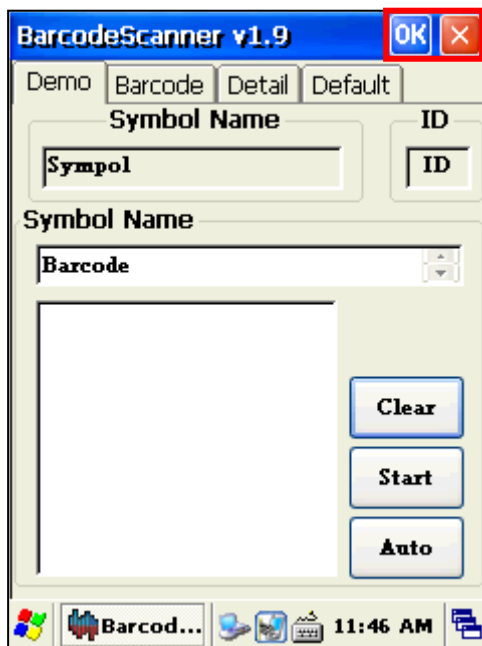 BarcodeScanner v1.9 OK
Demo Barcode Detail Default
Symbol Name ID
Sympol ID
Symbol Name
Barcode
Clear
Start
Auto
Barcod... 11:46 AM